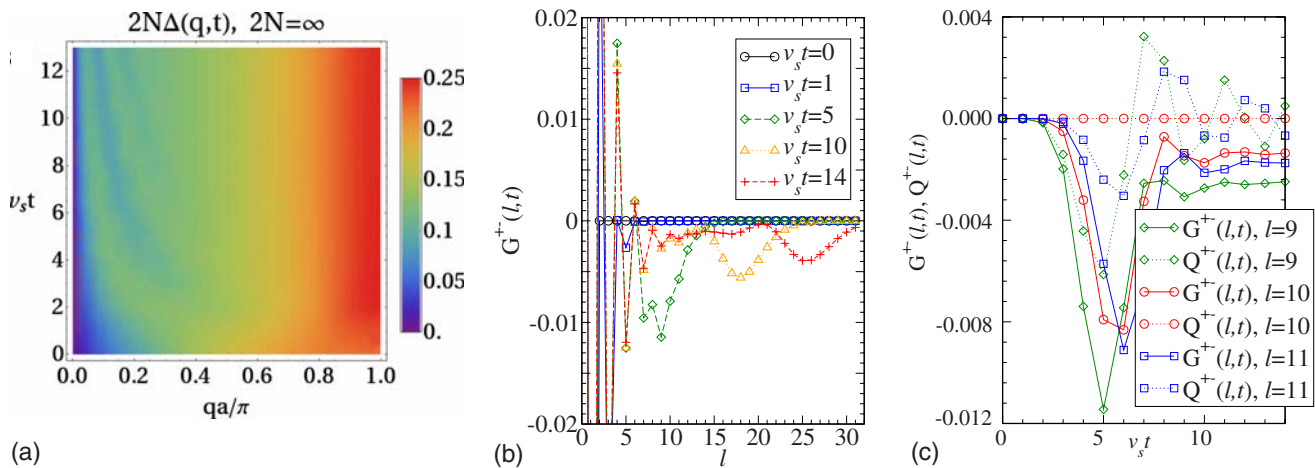 2NΔ(q,t), 2N=∞
12
10
8
6
4
2
0
v_s t
0.0 0.2 0.4 0.6 0.8 1.0
qa/π
0.25
0.20
0.15
0.10
0.05
0.
(a)
0.02
0.01
0
-0.01
-0.02
G^{+-}(l,t)
v_s t=0
v_s t=1
v_s t=5
v_s t=10
v_s t=14
0 5 10 15 20 25 30
l
(b)
0.004
0.000
-0.004
-0.008
-0.012
G^{+-}(l,t), Q^{+-}(l,t)
G^{+-}(l,t), l=9
Q^{+-}(l,t), l=9
G^{+-}(l,t), l=10
Q^{+-}(l,t), l=10
G^{+-}(l,t), l=11
Q^{+-}(l,t), l=11
0 5 10
v_s t
(c)